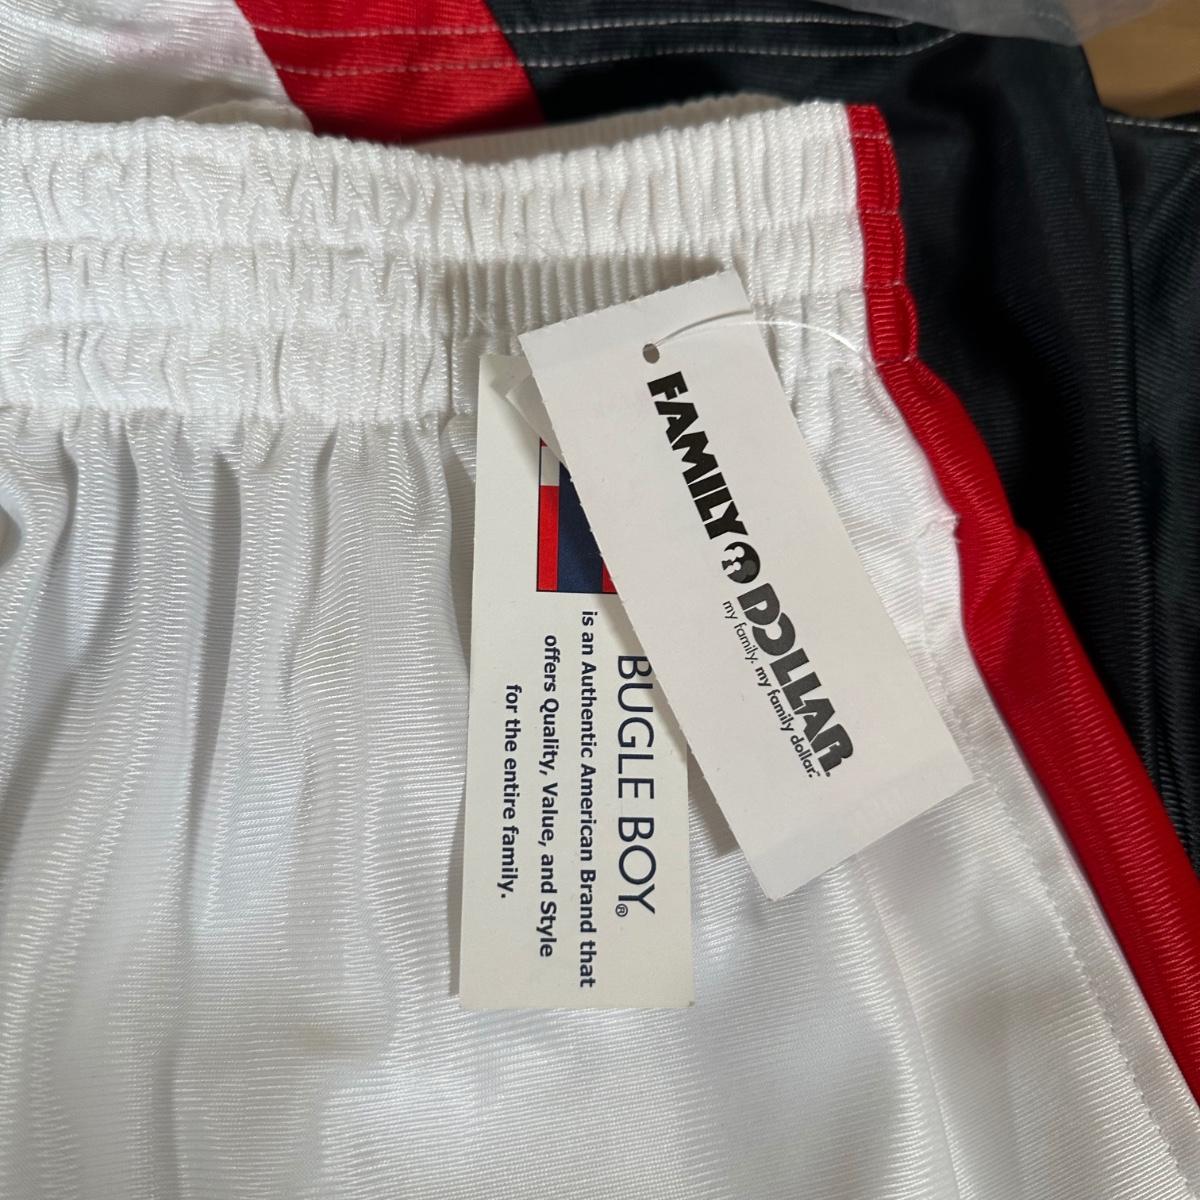 FAMILY DOLLAR.
my family. my family dollar.™
BUGLE BOY®
is an Authentic American Brand that
offers Quality, Value, and Style
for the entire family.